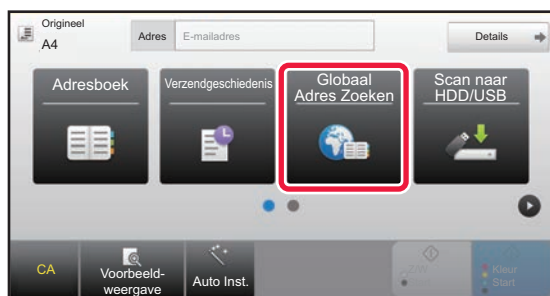 Origineel
A4
Adres
E-mailadres
Details
Adresboek
Verzendgeschiedenis
Globaal
Adres Zoeken
Scan naar
HDD/USB
CA
Voorbeeld-
weergave
Auto Inst.
Z/W
Start
Kleur
Start